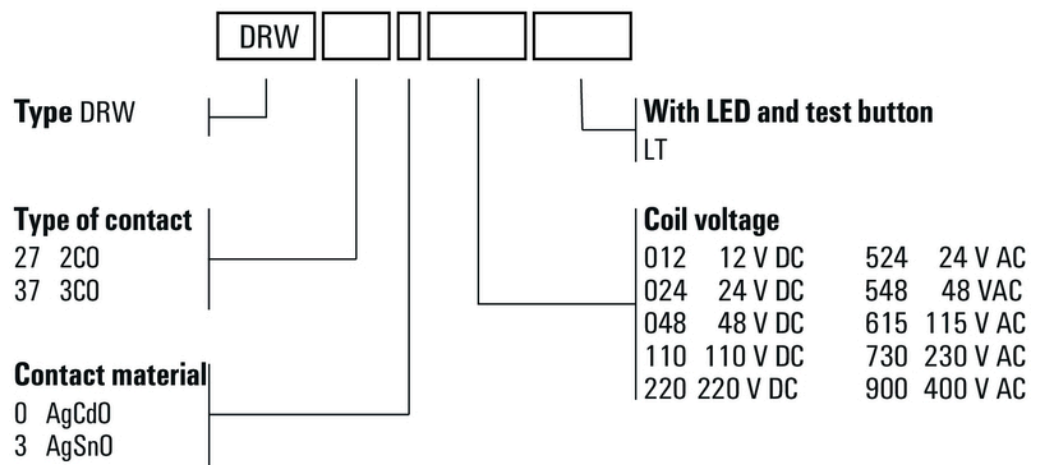 DRW
Type DRW
With LED and test button
LT
Type of contact
27 2CO
37 3CO
Coil voltage
012 12 V DC 524 24 V AC
024 24 V DC 548 48 VAC
048 48 V DC 615 115 V AC
110 110 V DC 730 230 V AC
220 220 V DC 900 400 V AC
Contact material
0 AgCdO
3 AgSnO